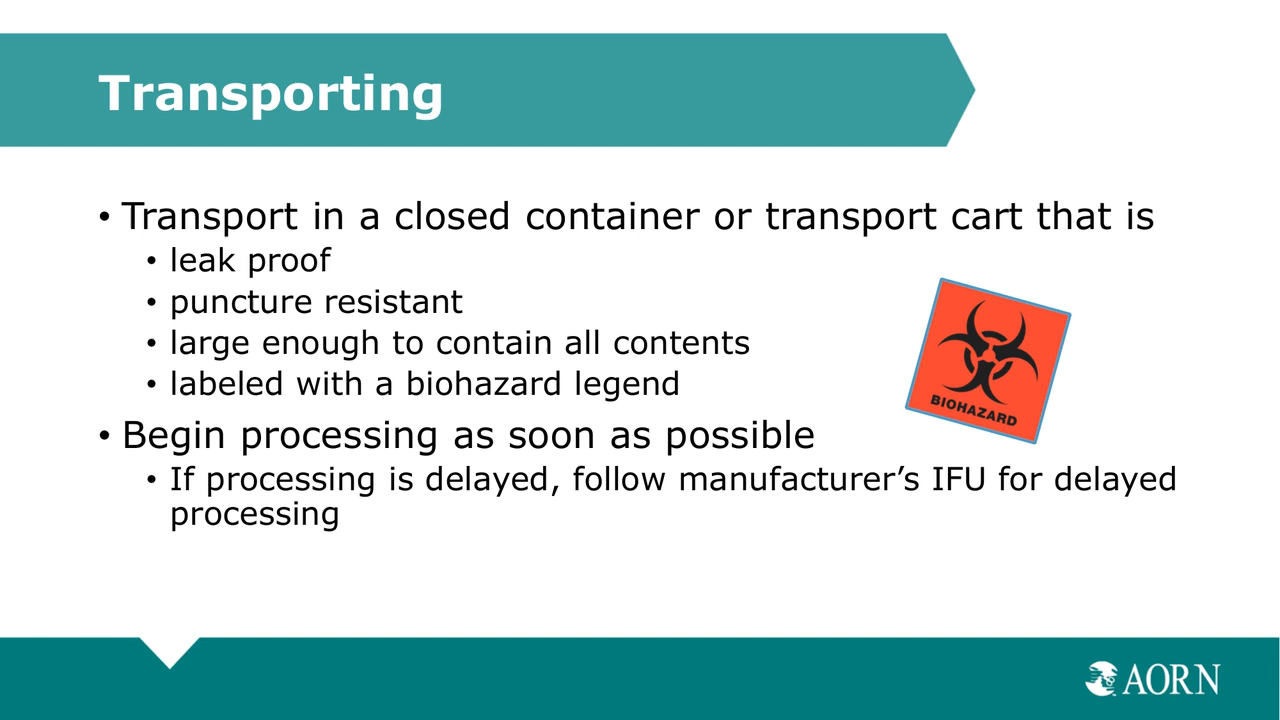 Transporting
• Transport in a closed container or transport cart that is
• leak proof
• puncture resistant
• large enough to contain all contents
• labeled with a biohazard legend
BIOHAZARD
• Begin processing as soon as possible
• If processing is delayed, follow manufacturer’s IFU for delayed
processing
AORN